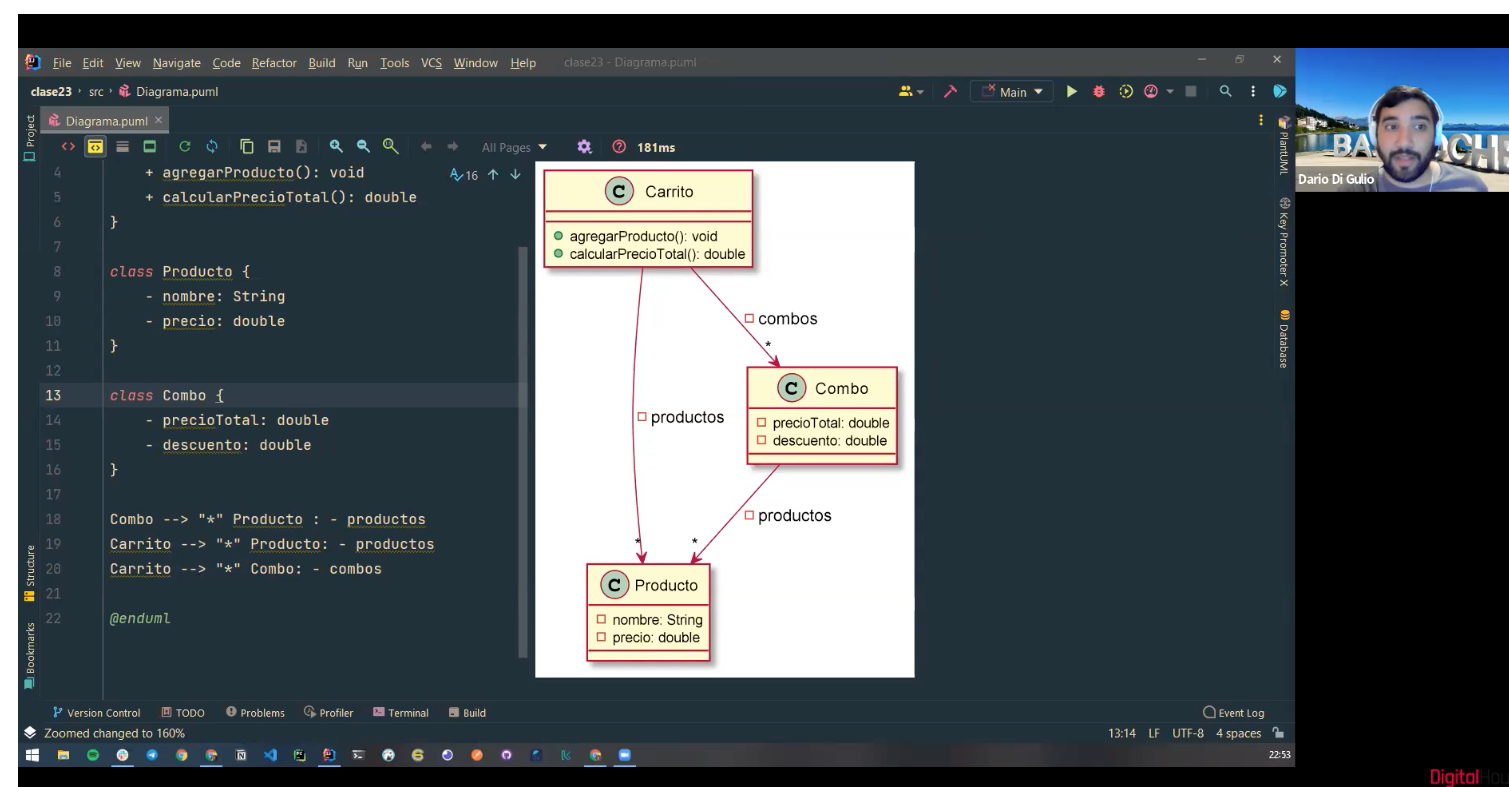 File Edit View Navigate Code Refactor Build Run Tools VCS Window Help clase23 - Diagrama.puml
clase23 src Diagrama.puml Main
Project
Diagrama.puml
All Pages 181ms
4 + agregarProducto(): void 16
5 + calcularPrecioTotal(): double
6 }
7
8 class Producto {
9 - nombre: String
10 - precio: double
11 }
12
13 class Combo {
14 - precioTotal: double
15 - descuento: double
16 }
17
18 Combo --> "*" Producto : - productos
19 Carrito --> "*" Producto: - productos
20 Carrito --> "*" Combo: - combos
21
22 @enduml
C Carrito
agregarProducto(): void
calcularPrecioTotal(): double
combos
*
C Combo
precioTotal: double
descuento: double
productos
productos
* *
C Producto
nombre: String
precio: double
PlantUML
Key Promoter X
Database
Structure
Bookmarks
Dario Di Gulio
Version Control TODO Problems Profiler Terminal Build Event Log
Zoomed changed to 160% 13:14 LF UTF-8 4 spaces
22:53